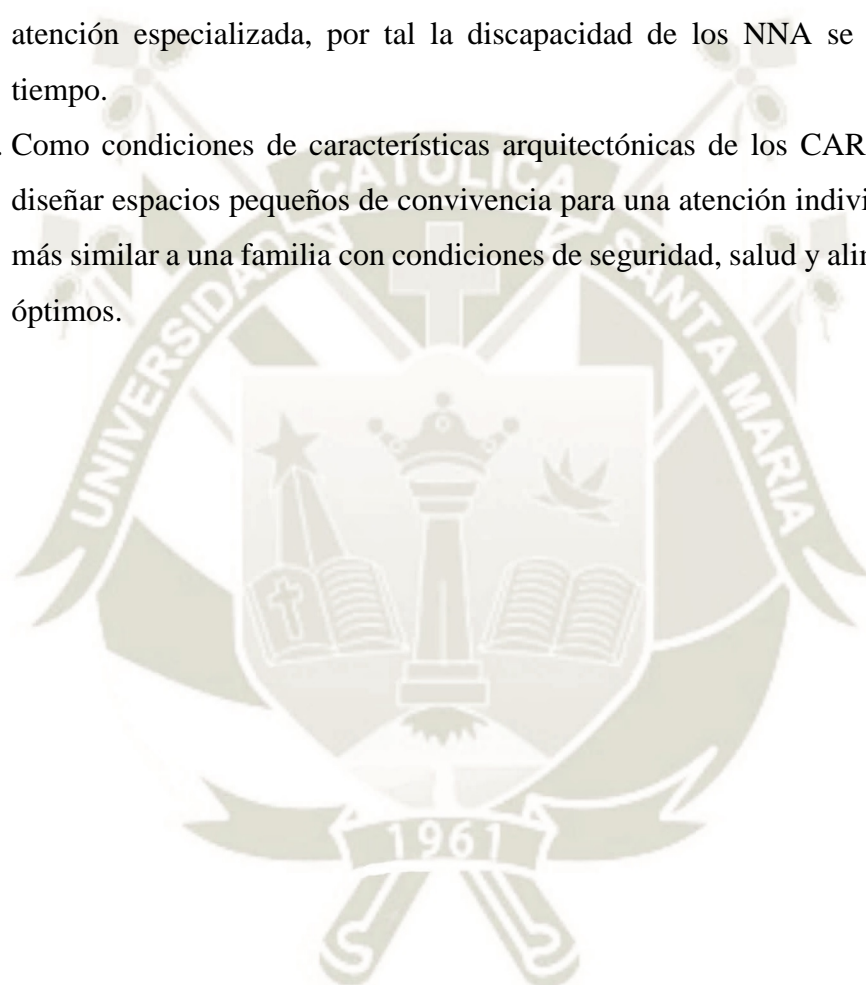 atención especializada, por tal la discapacidad de los NNA se
tiempo.
. Como condiciones de características arquitectónicas de los CAR
diseñar espacios pequeños de convivencia para una atención indivi
más similar a una familia con condiciones de seguridad, salud y ali
óptimos.
UNIVERSIDAD CATOLICA SANTA MARIA
1961